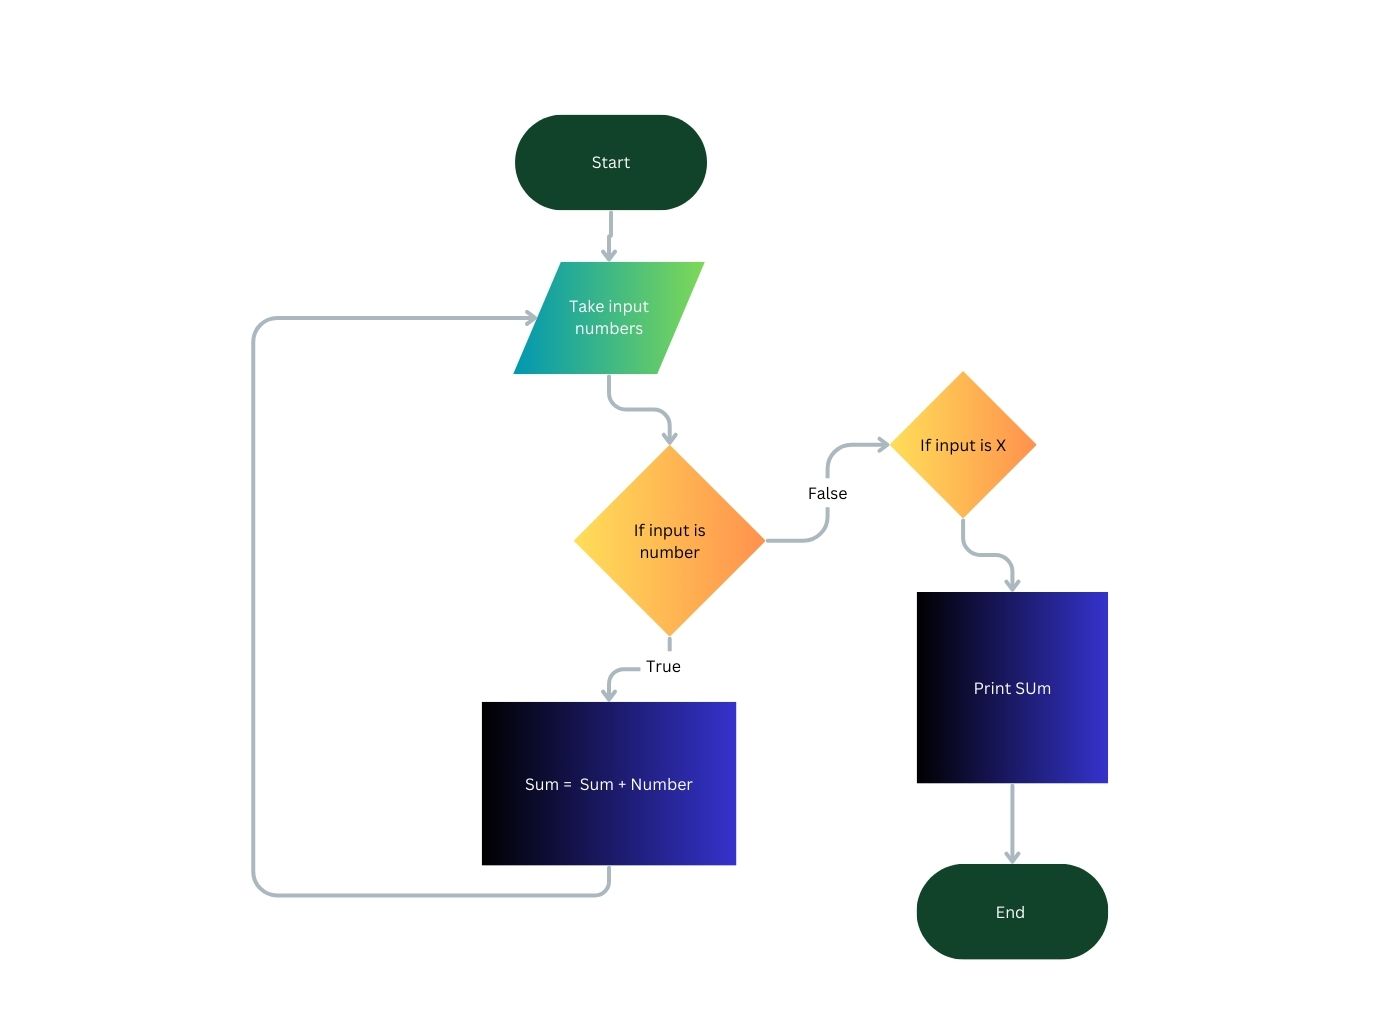 Start
Take input
numbers
If input is X
False
If input is
number
True
Print SUm
Sum =  Sum + Number
End